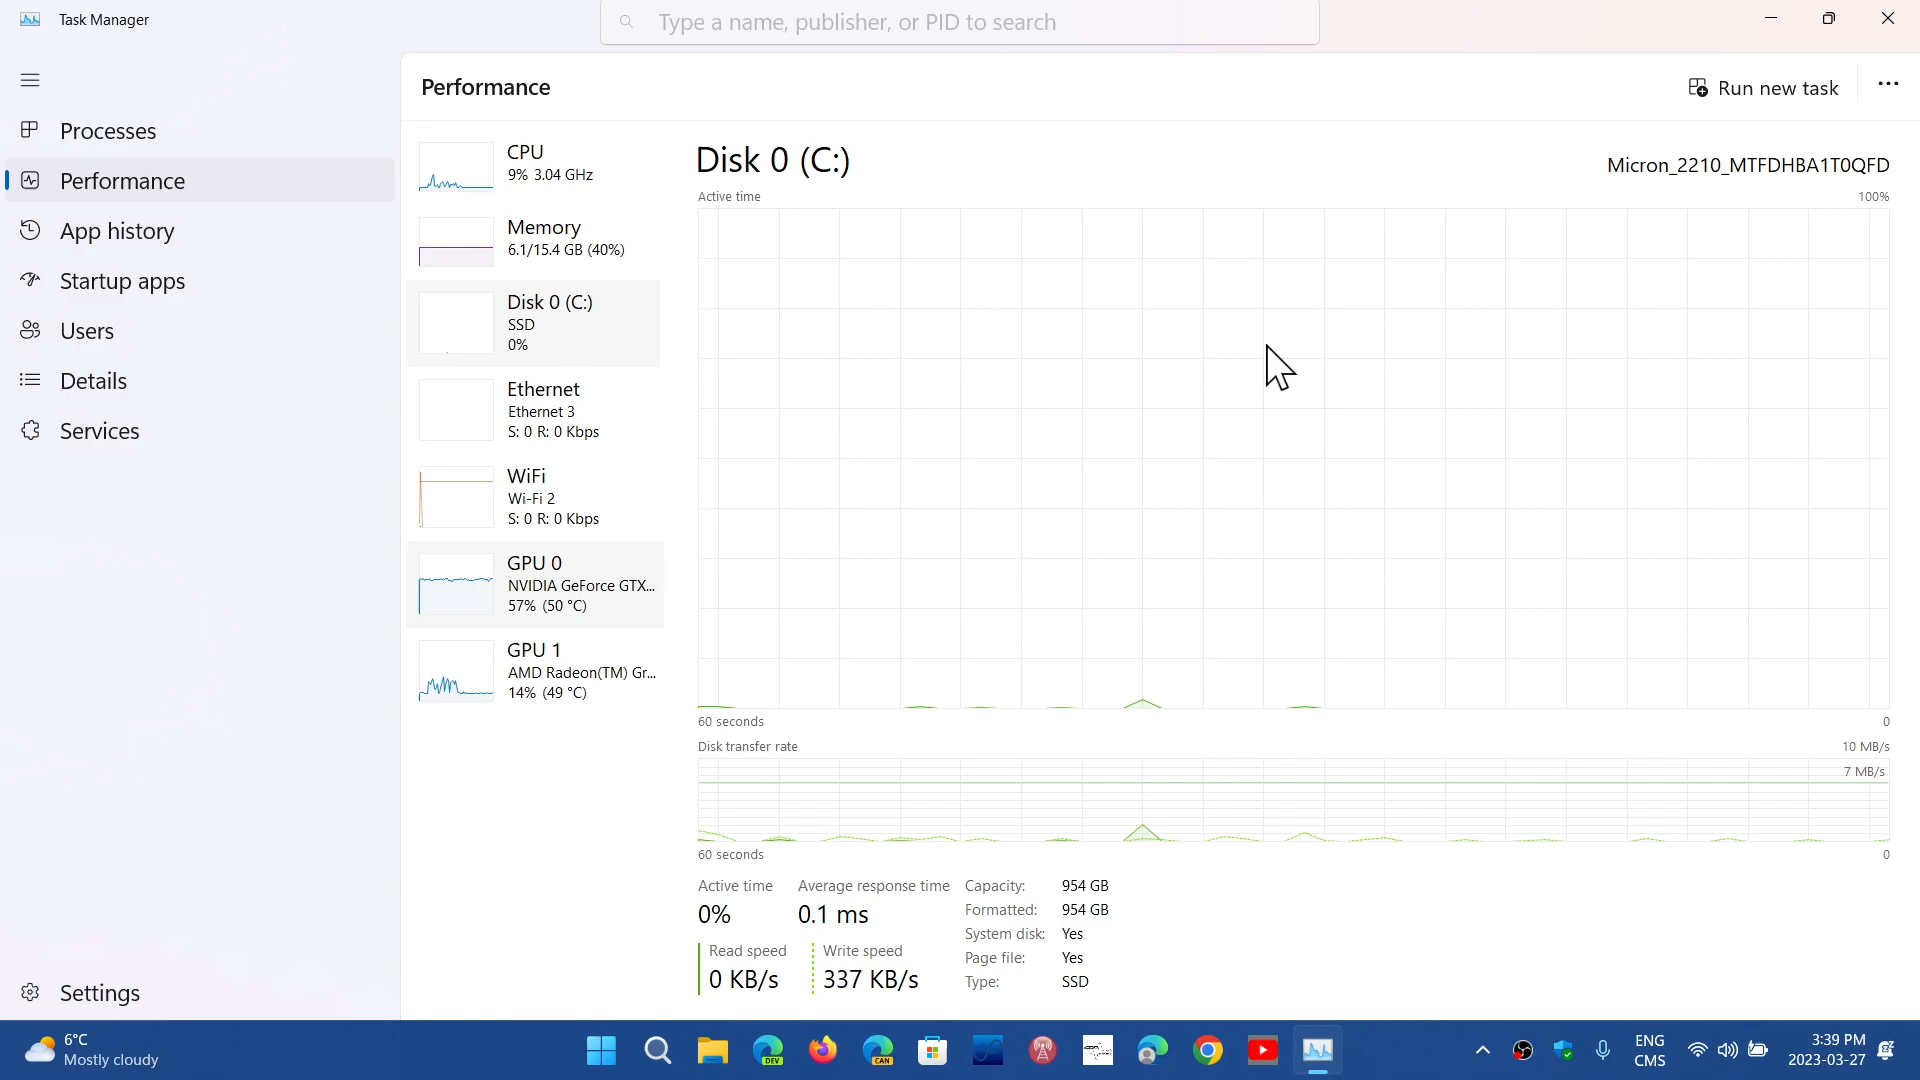 Task Manager
Type a name, publisher, or PID to search
Performance
Run new task
Processes
Performance
App history
Startup apps
Users
Details
Services
Settings
CPU
9% 3.04 GHz
Memory
6.1/15.4 GB (40%)
Disk 0 (C:)
SSD
0%
Ethernet
Ethernet 3
S: 0 R: 0 Kbps
WiFi
Wi-Fi 2
S: 0 R: 0 Kbps
GPU 0
NVIDIA GeForce GTX...
57% (50 °C)
GPU 1
AMD Radeon(TM) Gr...
14% (49 °C)
Disk 0 (C:)
Micron_2210_MTFDHBA1T0QFD
Active time
100%
60 seconds
0
Disk transfer rate
10 MB/s
7 MB/s
60 seconds
0
Active time
0%
Average response time
0.1 ms
Read speed
0 KB/s
Write speed
337 KB/s
Capacity: 954 GB
Formatted: 954 GB
System disk: Yes
Page file: Yes
Type: SSD
6°C
Mostly cloudy
DEV
CAN
ENG
CMS
3:39 PM
2023-03-27